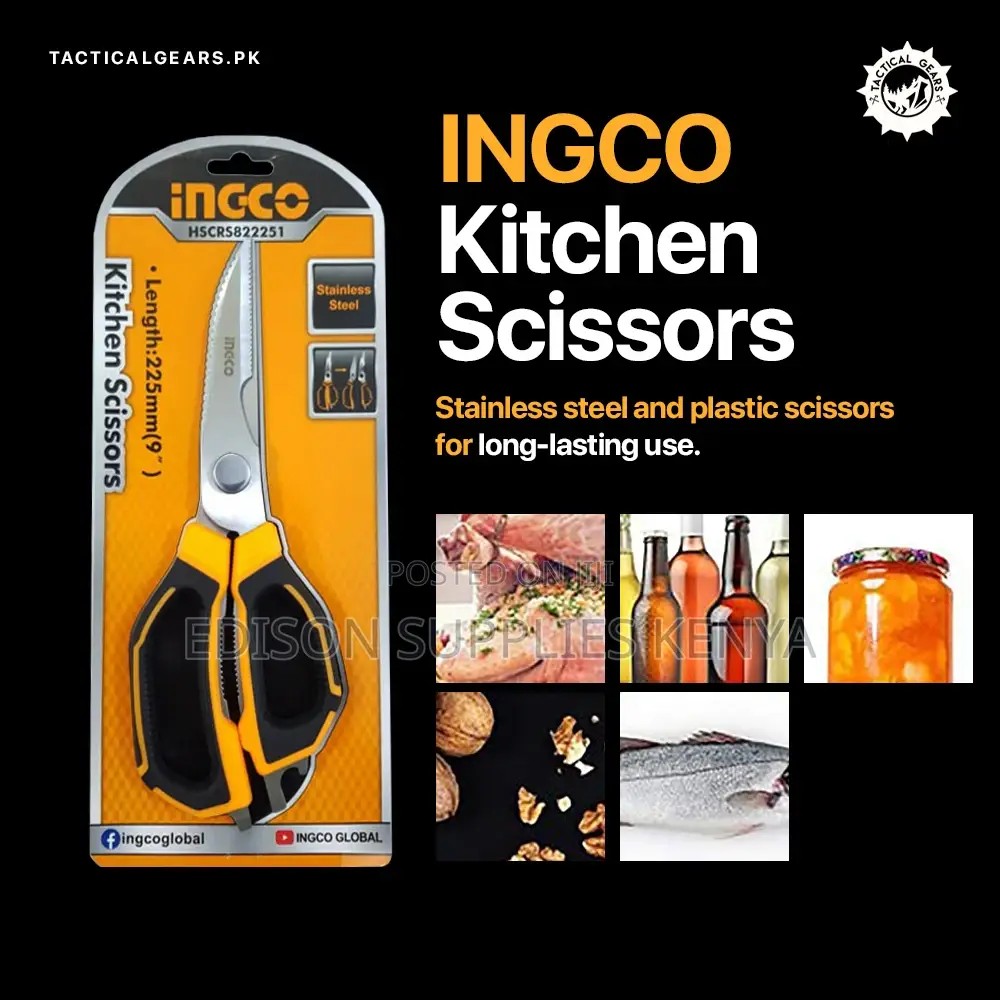 TACTICALGEARS.PK
TACTICAL GEARS
INGCO
Kitchen
Scissors
Stainless steel and plastic scissors
for long-lasting use.
INGCO
HSCRS822251
Kitchen Scissors
• Length:225mm(9")
Stainless
Steel
INGCO
ingcoglobal
INGCO GLOBAL
POSTED ON JIJI
EDISON SUPPLIES KENYA